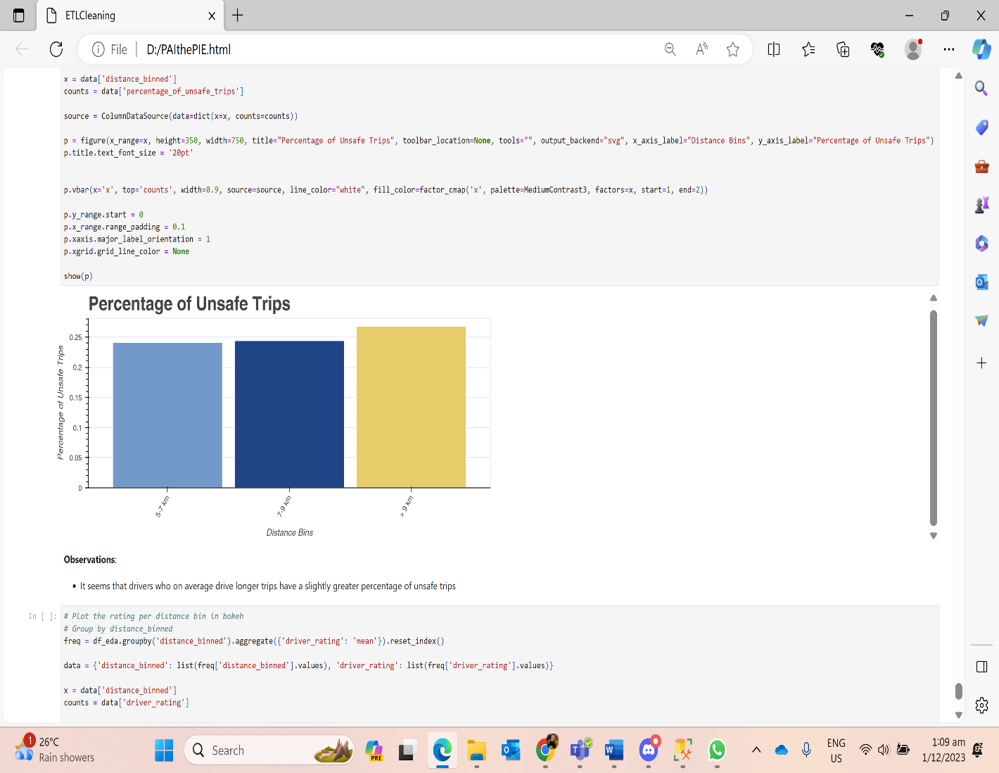 ETLCleaning
File
D:/PAIthePIE.html
x = data['distance_binned']
counts = data['percentage_of_unsafe_trips']
source = ColumnDataSource(data=dict(x=x, counts=counts))
p = figure(x_range=x, height=350, width=750, title="Percentage of Unsafe Trips", toolbar_location=None, tools="", output_backend="svg", x_axis_label="Distance Bins", y_axis_label="Percentage of Unsafe Trips")
p.title.text_font_size = '20pt'
p.vbar(x='x', top='counts', width=0.9, source=source, line_color="white", fill_color=factor_cmap('x', palette=MediumContrast3, factors=x, start=1, end=2))
p.y_range.start = 0
p.x_range.range_padding = 0.1
p.xaxis.major_label_orientation = 1
p.xgrid.grid_line_color = None
show(p)
Percentage of Unsafe Trips
Percentage of Unsafe Trips
0.25
0.2
0.15
0.1
0.05
0
5-7 km
7-9 km
> 9 km
Distance Bins
Observations:
• It seems that drivers who on average drive longer trips have a slightly greater percentage of unsafe trips
In [ ]:
# Plot the rating per distance bin in bokeh
# Group by distance_binned
freq = df_eda.groupby('distance_binned').aggregate({'driver_rating': 'mean'}).reset_index()
data = {'distance_binned': list(freq['distance_binned'].values), 'driver_rating': list(freq['driver_rating'].values)}
x = data['distance_binned']
counts = data['driver_rating']
1
26°C
Rain showers
Search
PRE
ENG
US
1:09 am
1/12/2023